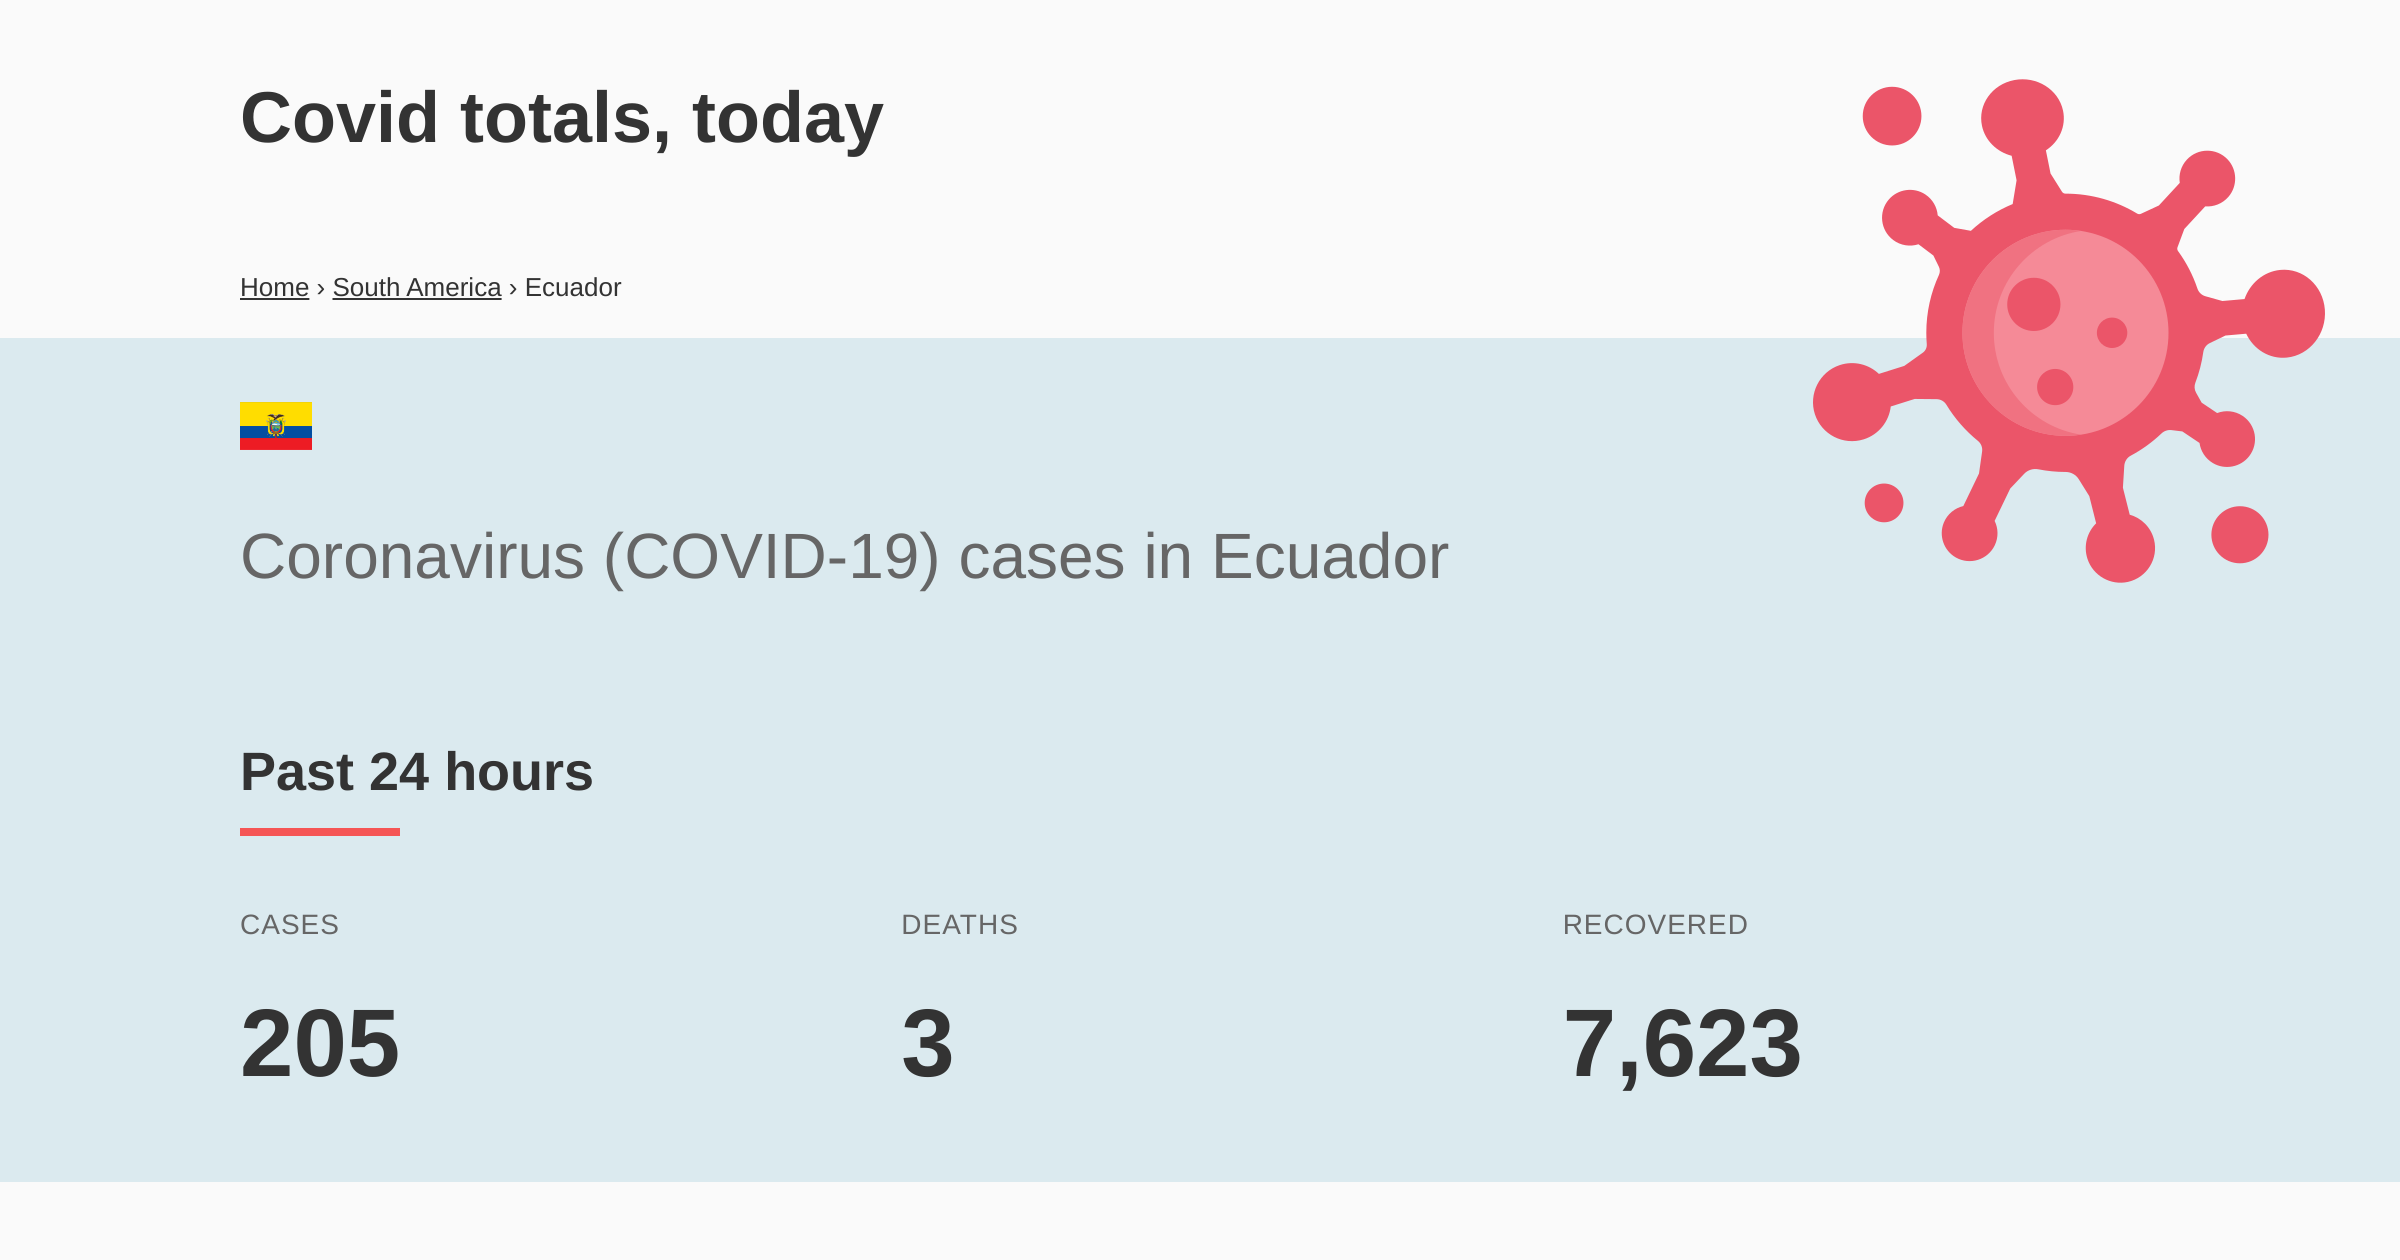 Covid totals, today
Home › South America › Ecuador
Coronavirus (COVID-19) cases in Ecuador
Past 24 hours
CASES
DEATHS
RECOVERED
205
3
7,623